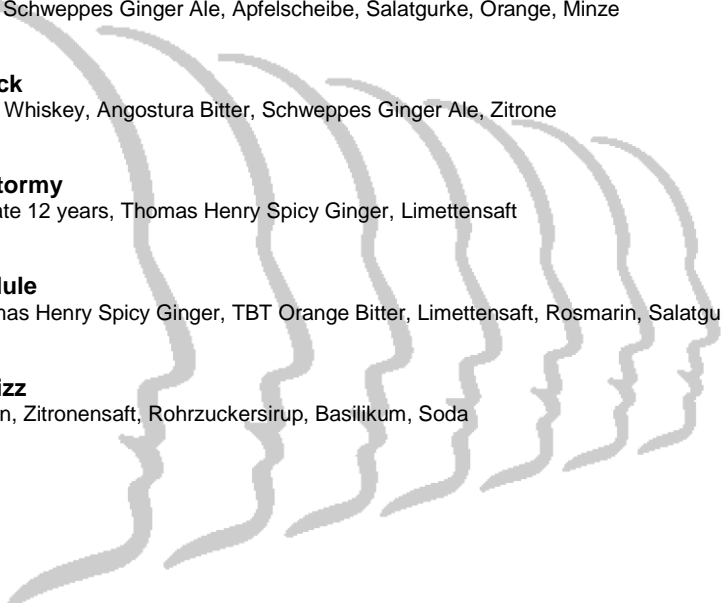 Schweppes Ginger Ale, Apfelscheibe, Salatgurke, Orange, Minze
ck
Whiskey, Angostura Bitter, Schweppes Ginger Ale, Zitrone
tormy
ate 12 years, Thomas Henry Spicy Ginger, Limettensaft
lule
nas Henry Spicy Ginger, TBT Orange Bitter, Limettensaft, Rosmarin, Salatgu
izz
n, Zitronensaft, Rohrzuckersirup, Basilikum, Soda